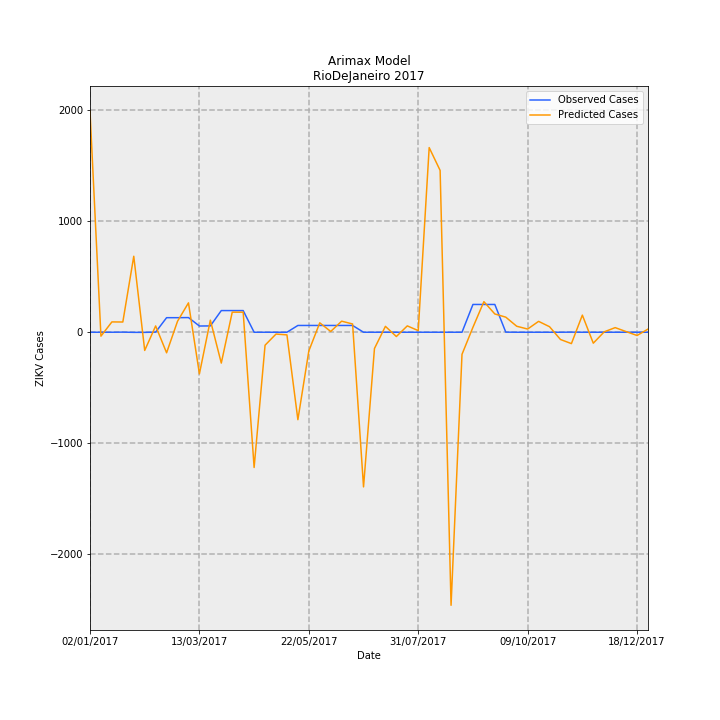 Arimax Model
RioDeJaneiro 2017
Observed Cases
Predicted Cases
2000
1000
0
−1000
−2000
ZIKV Cases
02/01/2017 13/03/2017 22/05/2017 31/07/2017 09/10/2017 18/12/2017
Date